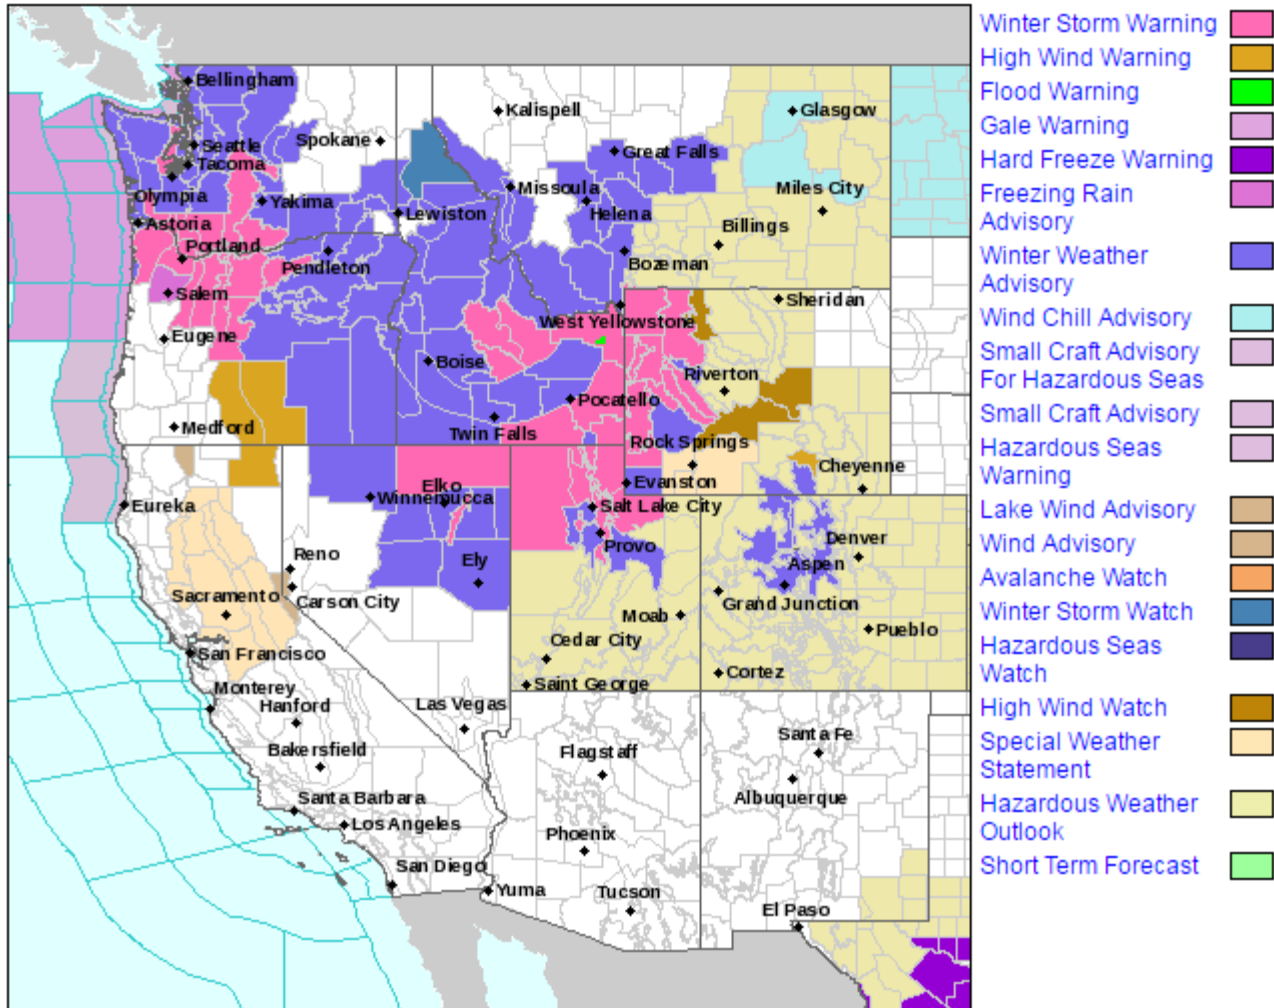 Winter Storm Warning
High Wind Warning
Flood Warning
Gale Warning
Hard Freeze Warning
Freezing Rain
Advisory
Winter Weather
Advisory
Wind Chill Advisory
Small Craft Advisory
For Hazardous Seas
Small Craft Advisory
Hazardous Seas
Warning
Lake Wind Advisory
Wind Advisory
Avalanche Watch
Winter Storm Watch
Hazardous Seas
Watch
High Wind Watch
Special Weather
Statement
Hazardous Weather
Outlook
Short Term Forecast
Bellingham
Kalispell
Glasgow
Spokane
Seattle
Great Falls
Tacoma
Missoula
Miles City
Olympia
Yakima
Lewiston
Helena
Astoria
Billings
Portland
Pendleton
Bozeman
Salem
Sheridan
West Yellowstone
Eugene
Boise
Riverton
Pocatello
Medford
Twin Falls
Rock Springs
Cheyenne
Elko
Evanston
Winnemucca
Eureka
Salt Lake City
Provo
Denver
Reno
Ely
Aspen
Sacramento
Carson City
Grand Junction
Moab
Pueblo
Cedar City
San Francisco
Cortez
Saint George
Monterey
Hanford
Las Vegas
Santa Fe
Bakersfield
Flagstaff
Santa Barbara
Albuquerque
Los Angeles
Phoenix
San Diego
Yuma
Tucson
El Paso